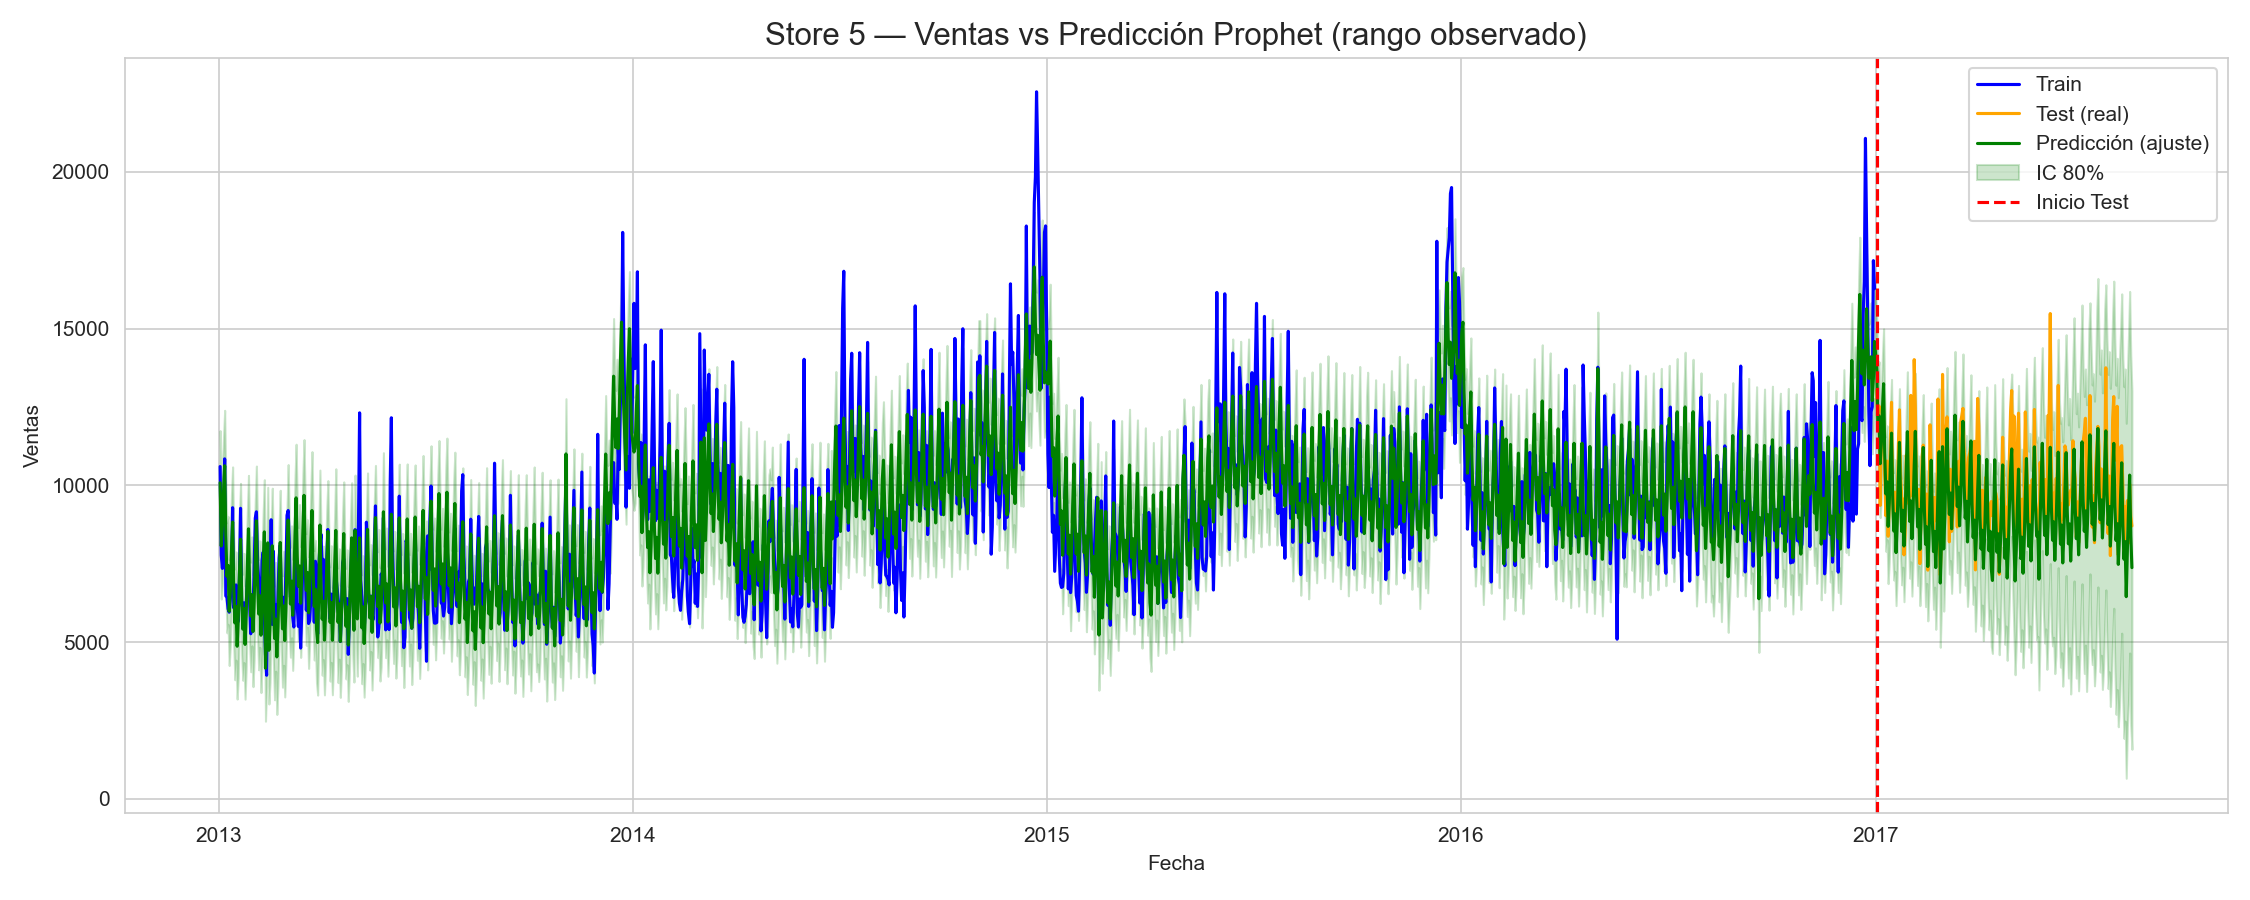 Store 5 — Ventas vs Predicción Prophet (rango observado)
Train
Test (real)
Predicción (ajuste)
IC 80%
Inicio Test
20000
15000
10000
5000
0
Ventas
2013
2014
2015
2016
2017
Fecha